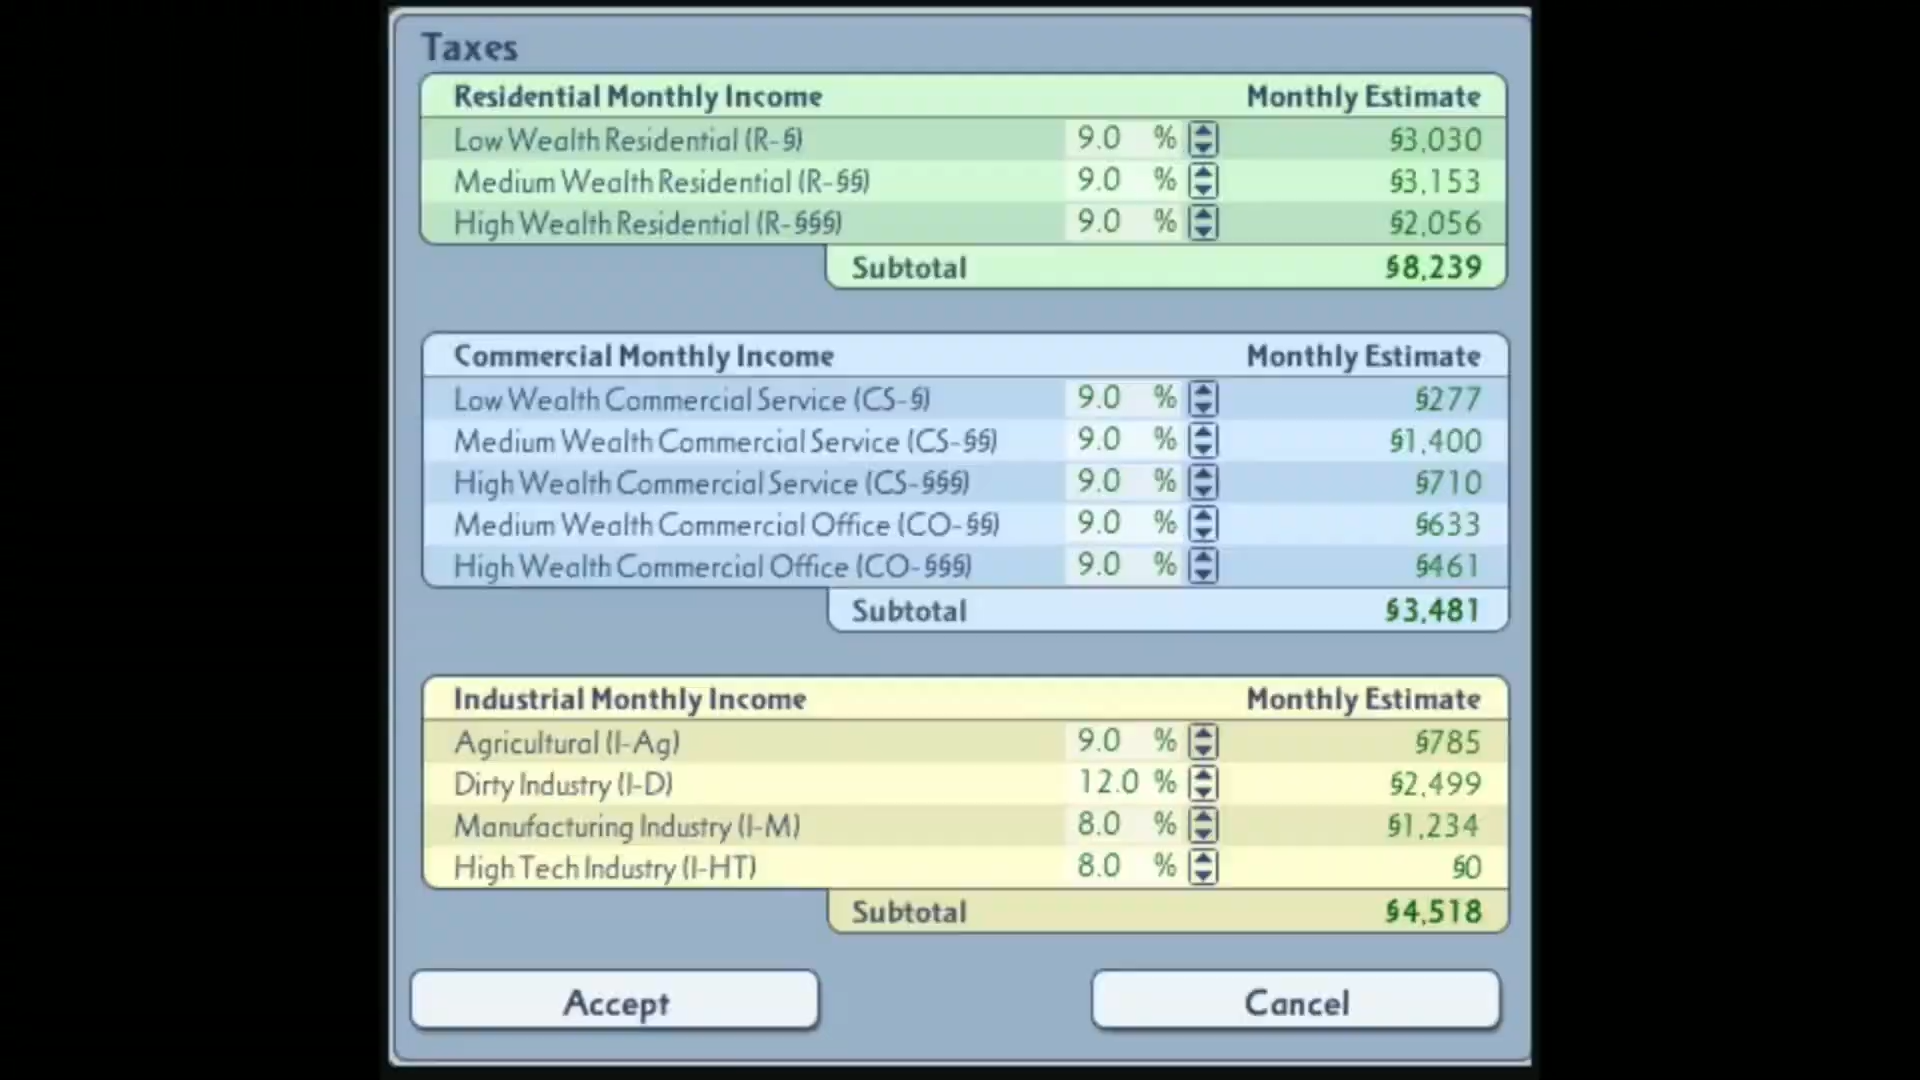 Taxes
Residential Monthly Income Monthly Estimate
Low Wealth Residential (R-§) 9.0 % §3,030
Medium Wealth Residential (R-§§) 9.0 % §3,153
High Wealth Residential (R-§§§) 9.0 % §2,056
Subtotal §8,239
Commercial Monthly Income Monthly Estimate
Low Wealth Commercial Service (CS-§) 9.0 % §277
Medium Wealth Commercial Service (CS-§§) 9.0 % §1,400
High Wealth Commercial Service (CS-§§§) 9.0 % §710
Medium Wealth Commercial Office (CO-§§) 9.0 % §633
High Wealth Commercial Office (CO-§§§) 9.0 % §461
Subtotal §3,481
Industrial Monthly Income Monthly Estimate
Agricultural (I-Ag) 9.0 % §785
Dirty Industry (I-D) 12.0 % §2,499
Manufacturing Industry (I-M) 8.0 % §1,234
High Tech Industry (I-HT) 8.0 % §0
Subtotal §4,518
Accept Cancel